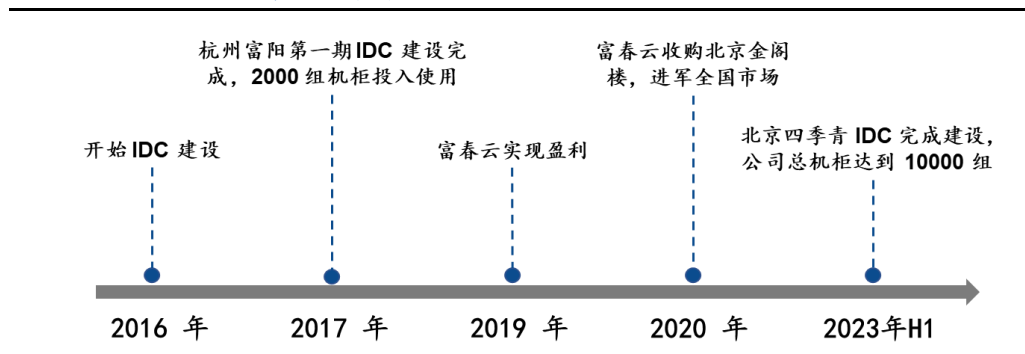 杭州富阳第一期IDC 建设完
成，2000 组机柜投入使用
富春云收购北京金阁
楼，进军全国市场
开始IDC 建设
富春云实现盈利
北京四季青 IDC 完成建设，
公司总机柜达到 10000 组
2016 年
2017 年
2019 年
2020 年
2023年H1